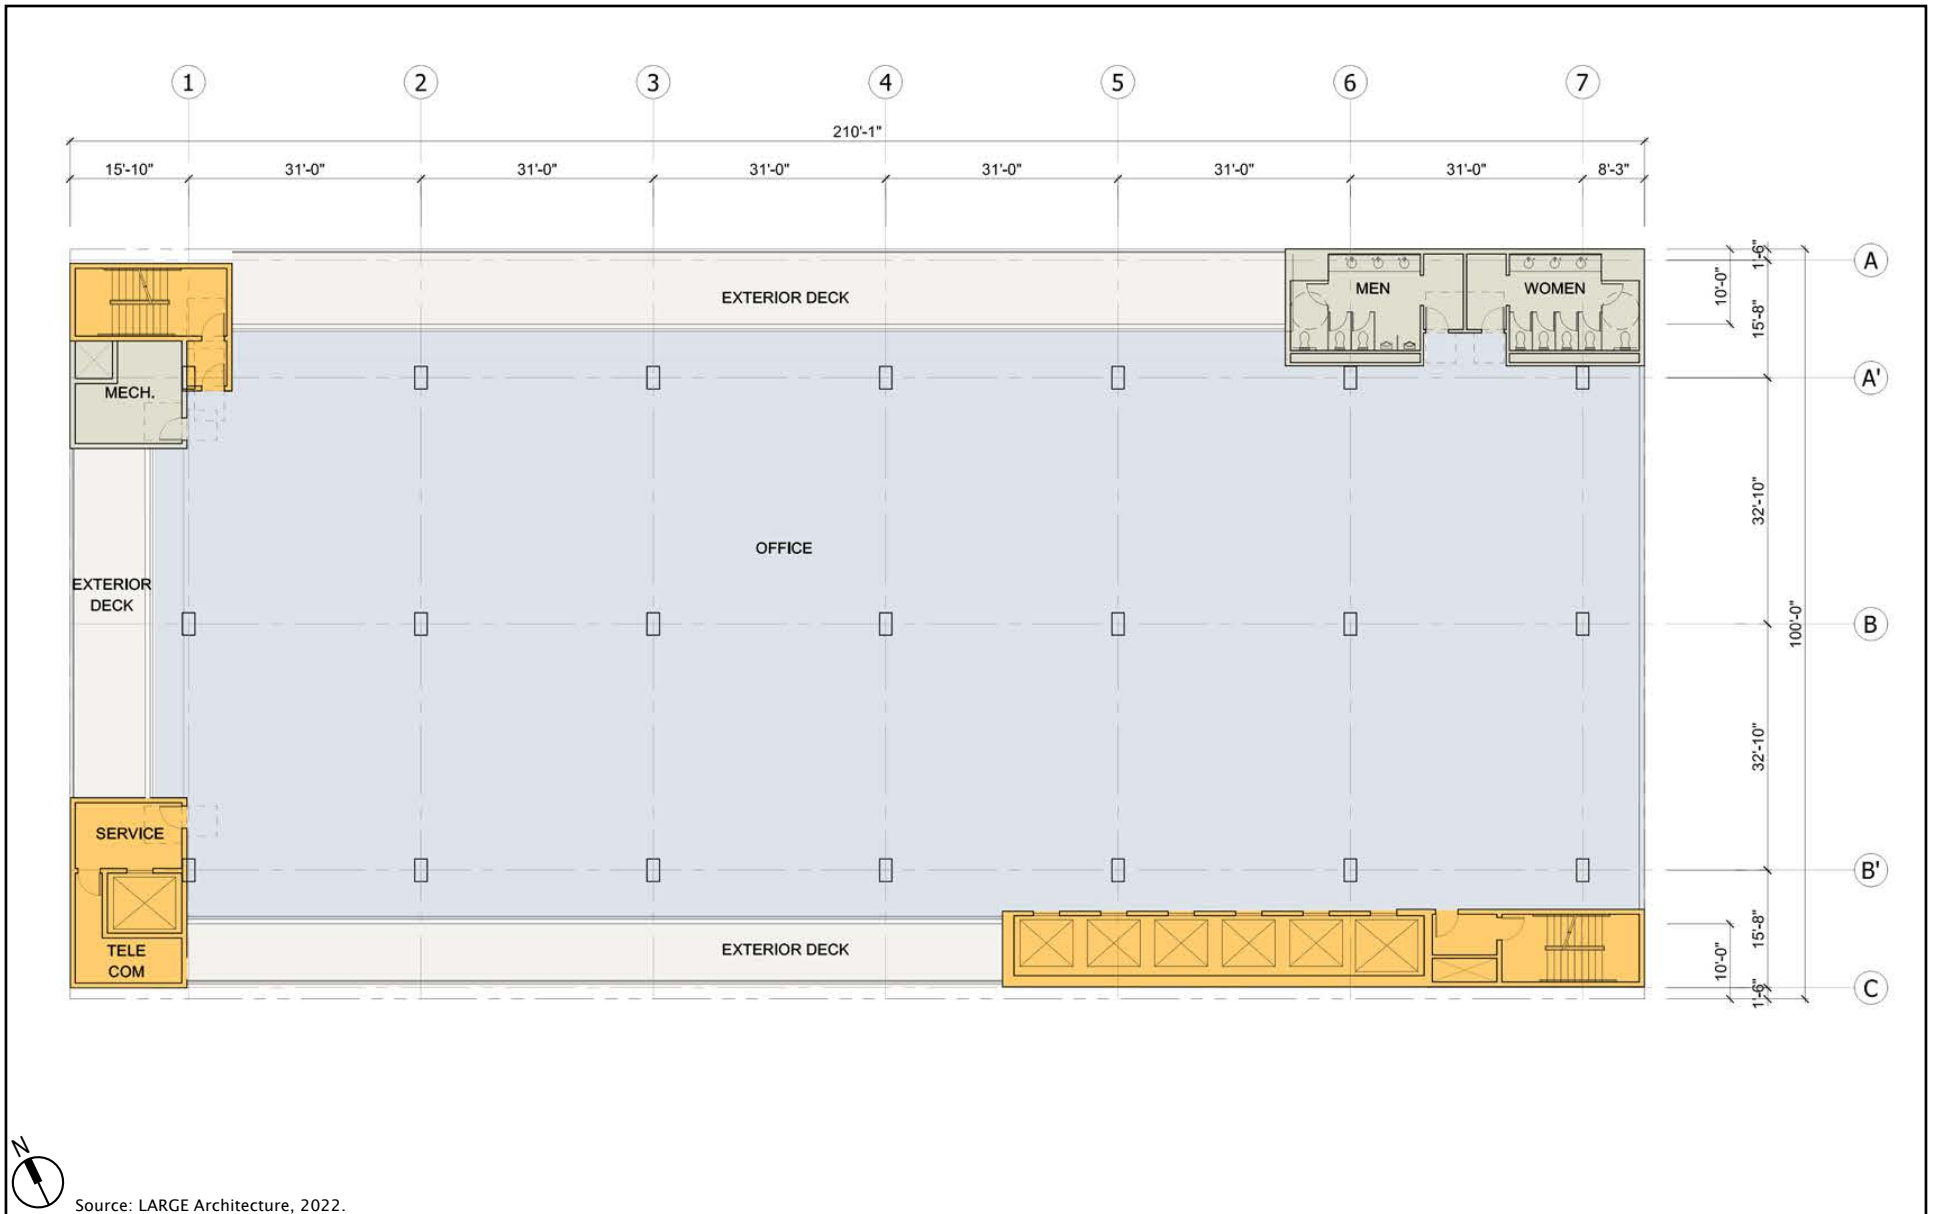 1 2 3 4 5 6 7
210'-1"
15'-10" 31'-0" 31'-0" 31'-0" 31'-0" 31'-0" 31'-0" 8'-3"
A
1'-6"
10'-0"
15'-8"
EXTERIOR DECK
MEN
WOMEN
A'
MECH.
32'-10"
OFFICE
EXTERIOR
DECK
B
100'-0"
32'-10"
SERVICE
B'
15'-8"
10'-0"
TELE
COM
EXTERIOR DECK
1'-6"
C
N
Source: LARGE Architecture, 2022.